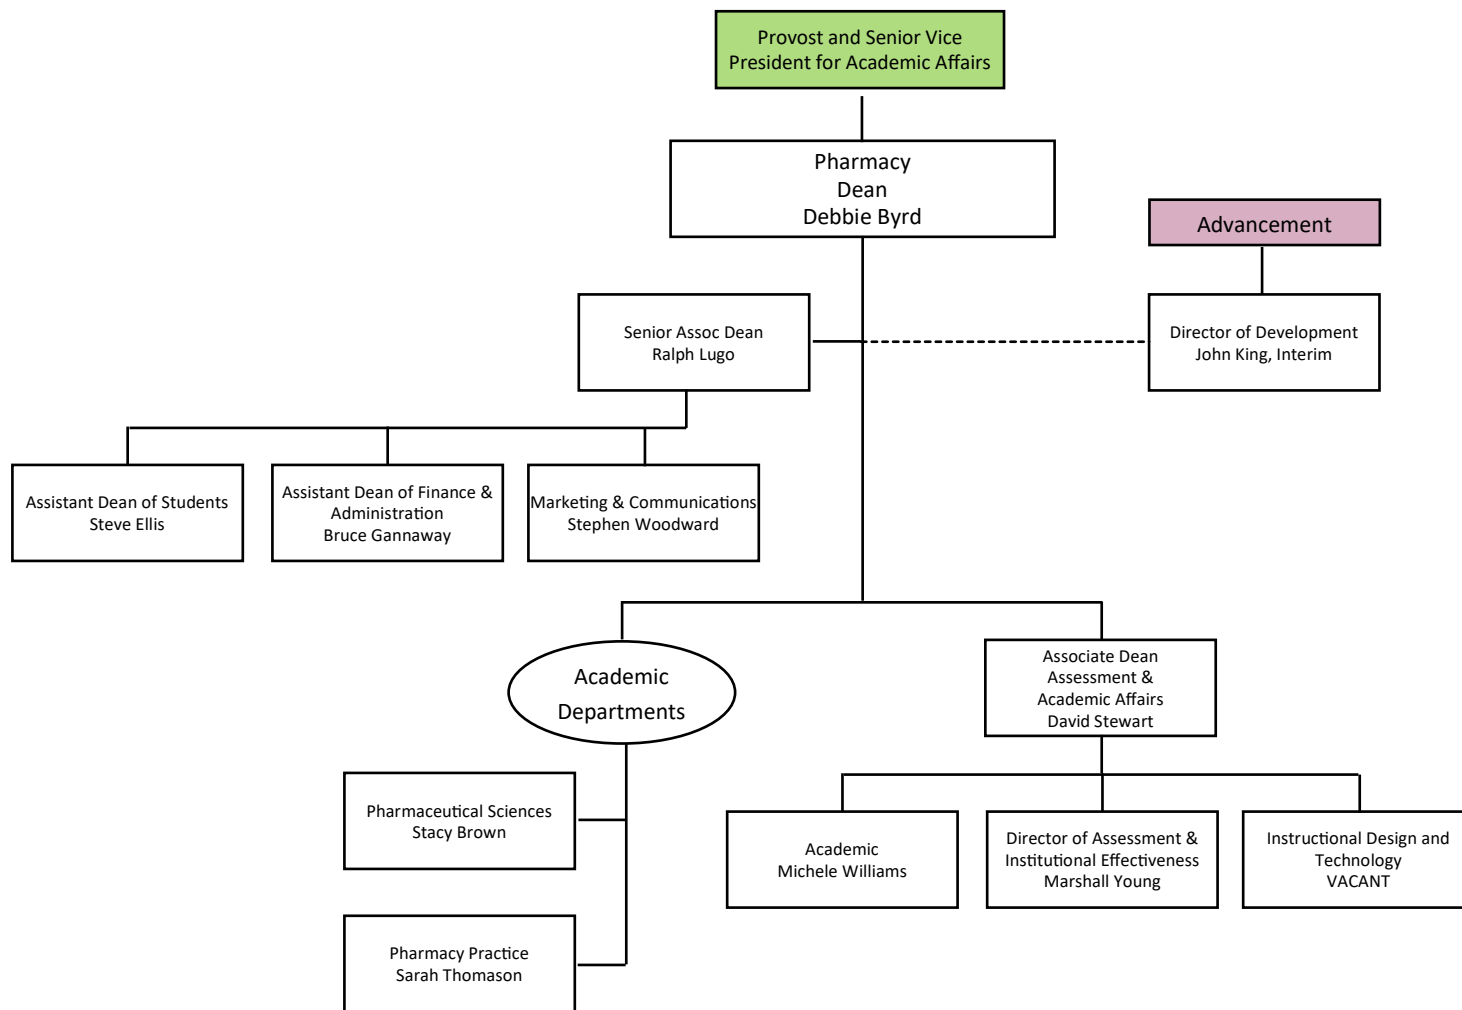 Provost and Senior Vice
President for Academic Affairs
Pharmacy
Dean
Debbie Byrd
Advancement
Senior Assoc Dean
Ralph Lugo
Director of Development
John King, Interim
Assistant Dean of Students
Steve Ellis
Assistant Dean of Finance &
Administration
Bruce Gannaway
Marketing & Communications
Stephen Woodward
Academic
Departments
Associate Dean
Assessment &
Academic Affairs
David Stewart
Pharmaceutical Sciences
Stacy Brown
Academic
Michele Williams
Director of Assessment &
Institutional Effectiveness
Marshall Young
Instructional Design and
Technology
VACANT
Pharmacy Practice
Sarah Thomason